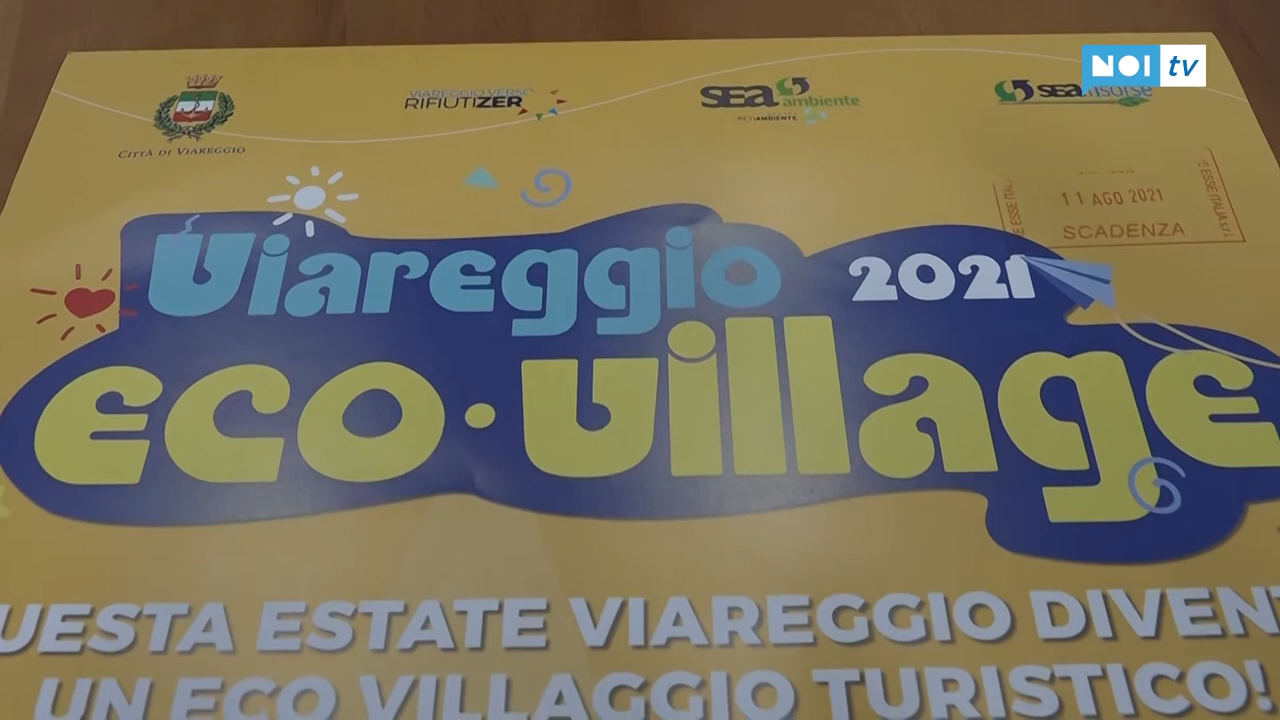 NOI tv
CITTÀ DI VIAREGGIO
VIAREGGIO VERSO
RIFIUTIZER
sea ambiente
RETIAMBIENTE
sea risorse
11 AGO 2021
SCADENZA
Viareggio 2021
eco·village
UESTA ESTATE VIAREGGIO DIVENT
UN ECO VILLAGGIO TURISTICO!